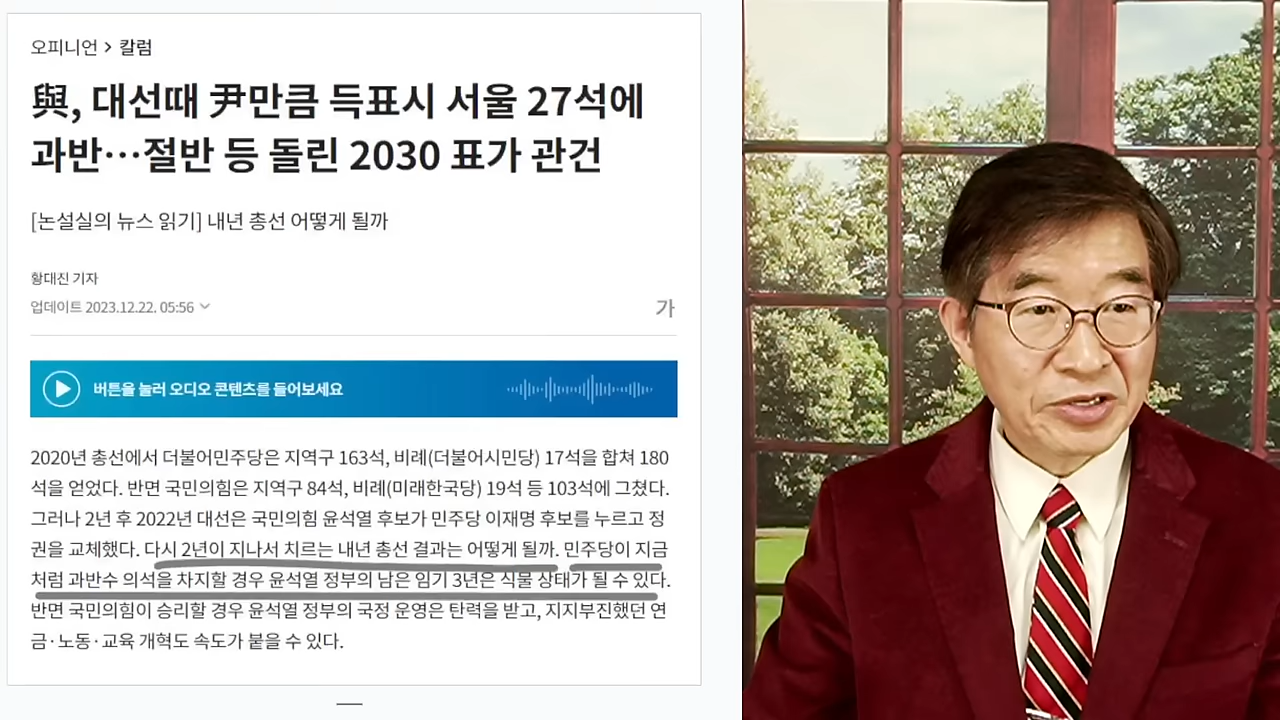 오피니언 > 칼럼
與, 대선때 尹만큼 득표시 서울 27석에
과반…절반 등 돌린 2030 표가 관건
[논설실의 뉴스 읽기] 내년 총선 어떻게 될까
황대진 기자
업데이트 2023.12.22. 05:56
가
버튼을 눌러 오디오 콘텐츠를 들어보세요
2020년 총선에서 더불어민주당은 지역구 163석, 비례(더불어시민당) 17석을 합쳐 180
석을 얻었다. 반면 국민의힘은 지역구 84석, 비례(미래한국당) 19석 등 103석에 그쳤다.
그러나 2년 후 2022년 대선은 국민의힘 윤석열 후보가 민주당 이재명 후보를 누르고 정
권을 교체했다. 다시 2년이 지나서 치르는 내년 총선 결과는 어떻게 될까. 민주당이 지금
처럼 과반수 의석을 차지할 경우 윤석열 정부의 남은 임기 3년은 식물 상태가 될 수 있다.
반면 국민의힘이 승리할 경우 윤석열 정부의 국정 운영은 탄력을 받고, 지지부진했던 연
금·노동·교육 개혁도 속도가 붙을 수 있다.